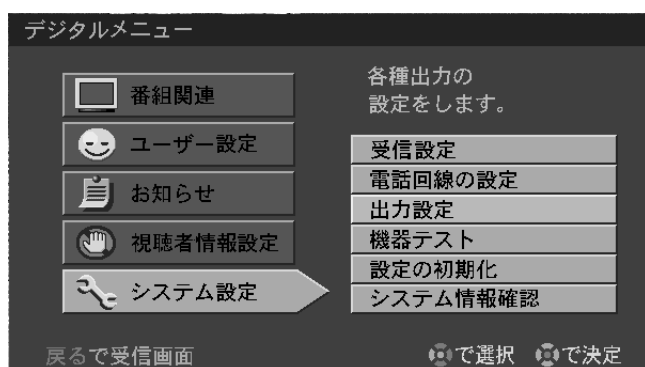 デジタルメニュー
番組関連
ユーザー設定
お知らせ
視聴者情報設定
システム設定
各種出力の
設定をします。
受信設定
電話回線の設定
出力設定
機器テスト
設定の初期化
システム情報確認
戻るで受信画面
で選択 で決定